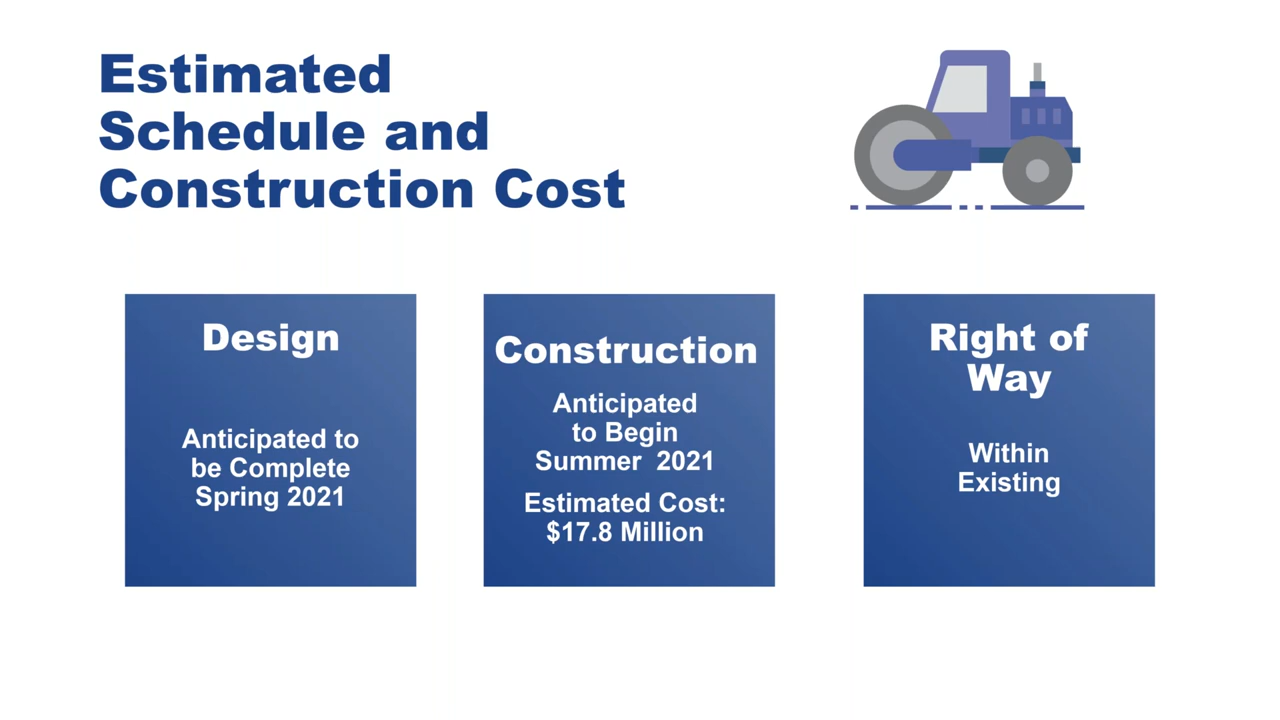 Estimated
Schedule and
Construction Cost
Design
Anticipated to
be Complete
Spring 2021
Construction
Anticipated
to Begin
Summer 2021
Estimated Cost:
$17.8 Million
Right of
Way
Within
Existing